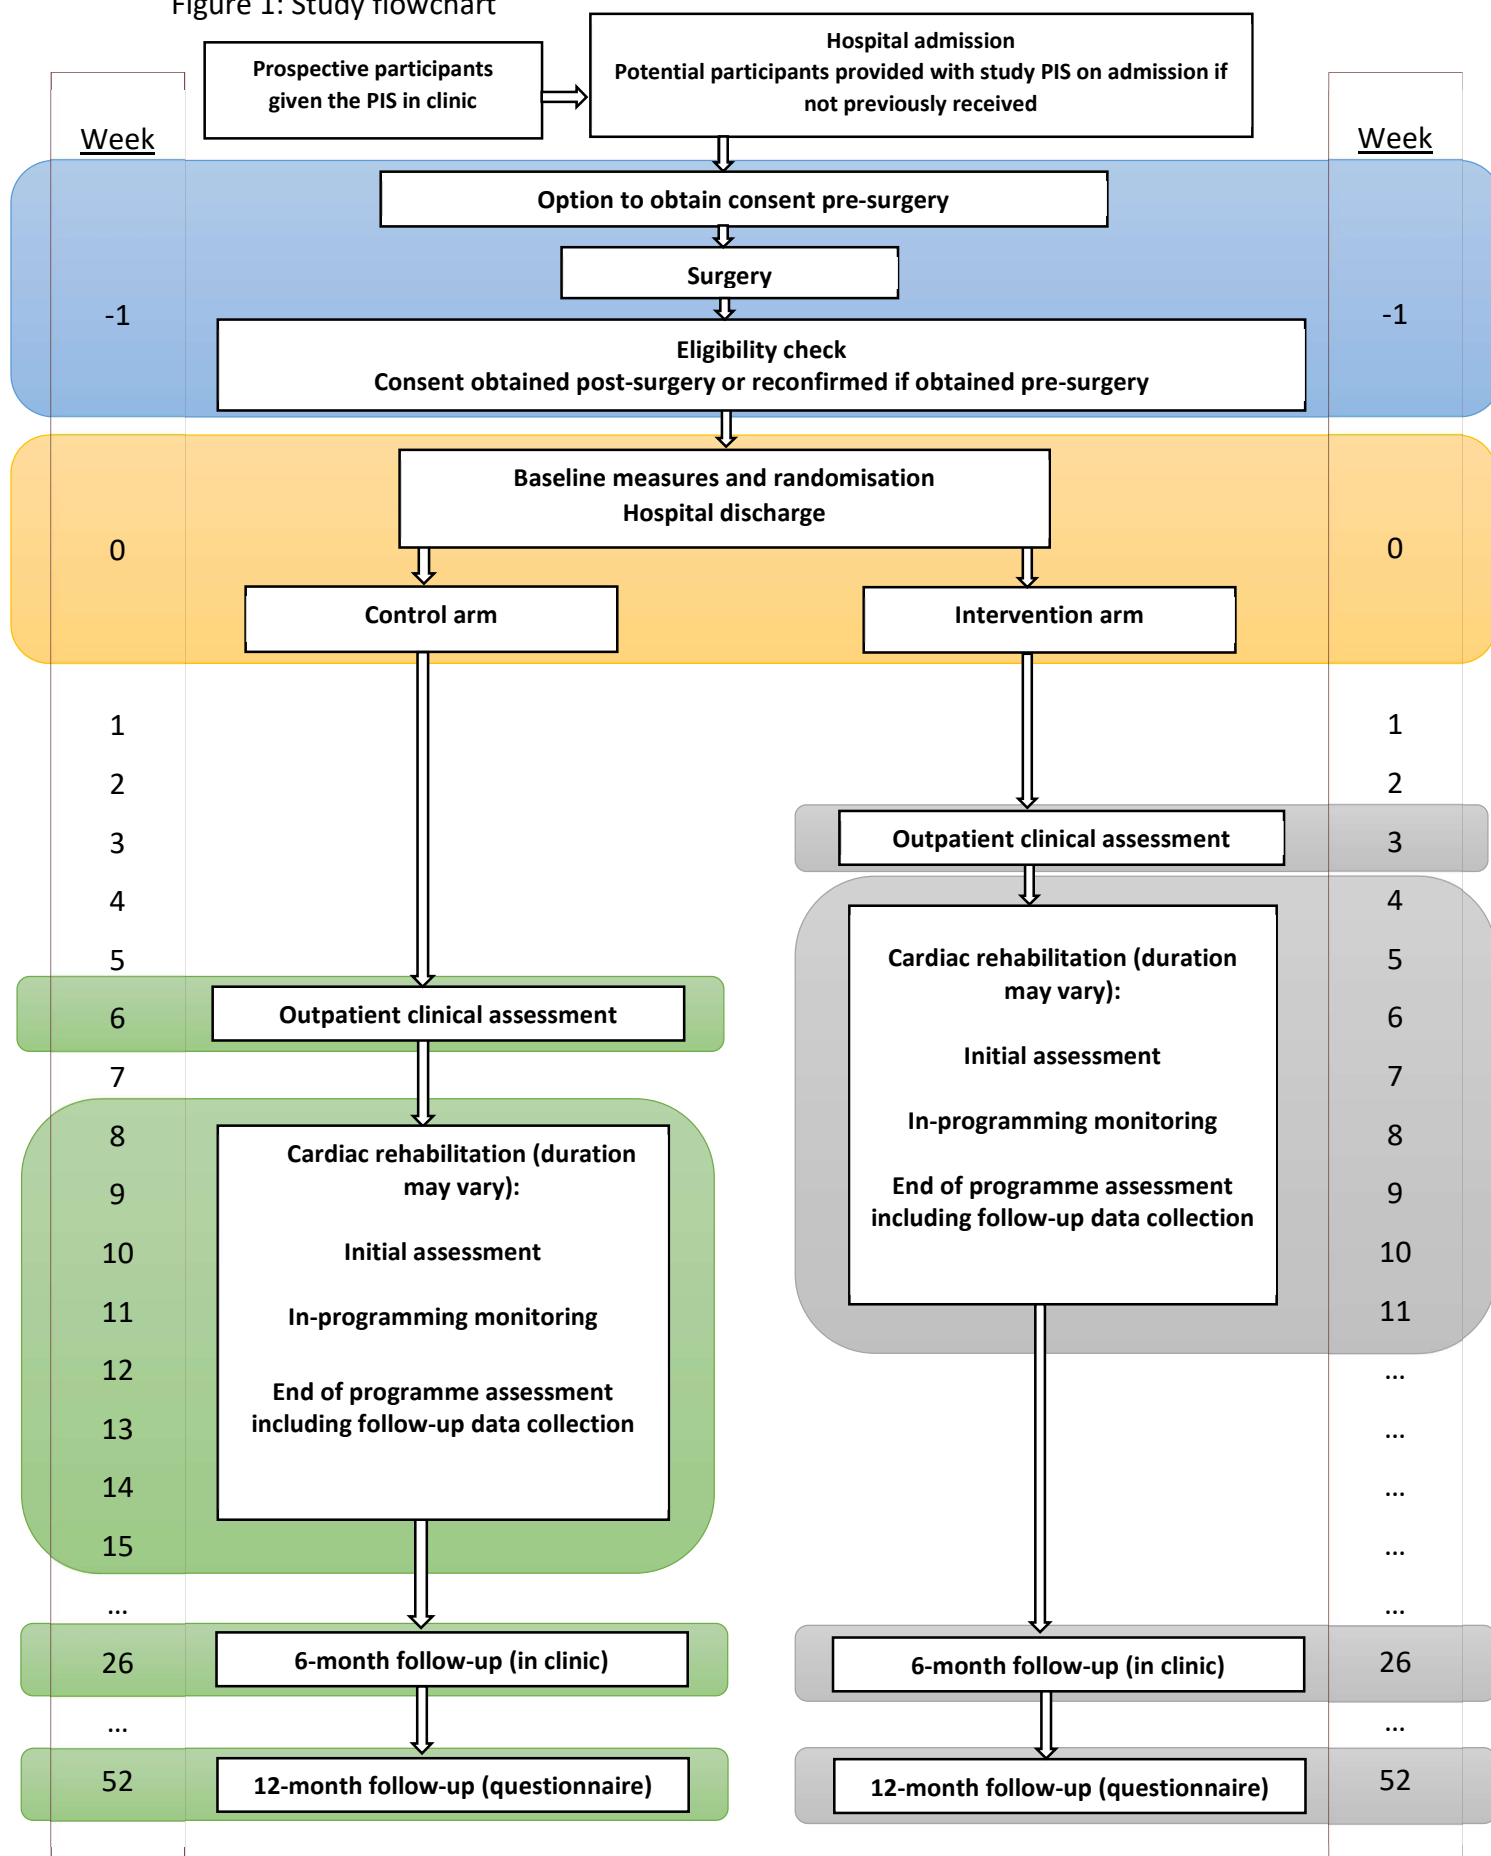 Figure 1: Study flowchart
Prospective participants
given the PIS in clinic
Hospital admission
Potential participants provided with study PIS on admission if
not previously received
Week
Week
Option to obtain consent pre-surgery
Surgery
-1
-1
Eligibility check
Consent obtained post-surgery or reconfirmed if obtained pre-surgery
Baseline measures and randomisation
Hospital discharge
0
0
Control arm
Intervention arm
1
1
2
2
3
Outpatient clinical assessment
3
4
4
5
5
6
Outpatient clinical assessment
6
7
7
8
8
9
9
10
10
11
11
12
...
13
...
14
...
15
...
...
...
Cardiac rehabilitation (duration
may vary):
Initial assessment
In-programming monitoring
End of programme assessment
including follow-up data collection
Cardiac rehabilitation (duration
may vary):
Initial assessment
In-programming monitoring
End of programme assessment
including follow-up data collection
26
6-month follow-up (in clinic)
6-month follow-up (in clinic)
26
...
...
52
12-month follow-up (questionnaire)
12-month follow-up (questionnaire)
52